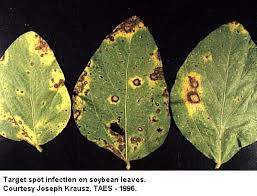 Target spot infection on soybean leaves.
Courtesy Joseph Krausz, TAES - 1996.